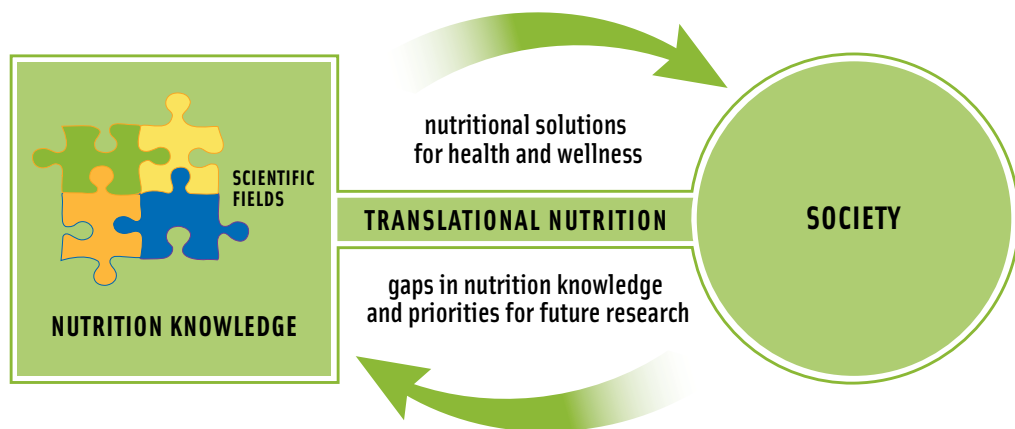 nutritional solutions
for health and wellness
SCIENTIFIC
FIELDS
TRANSLATIONAL NUTRITION
SOCIETY
gaps in nutrition knowledge
and priorities for future research
NUTRITION KNOWLEDGE